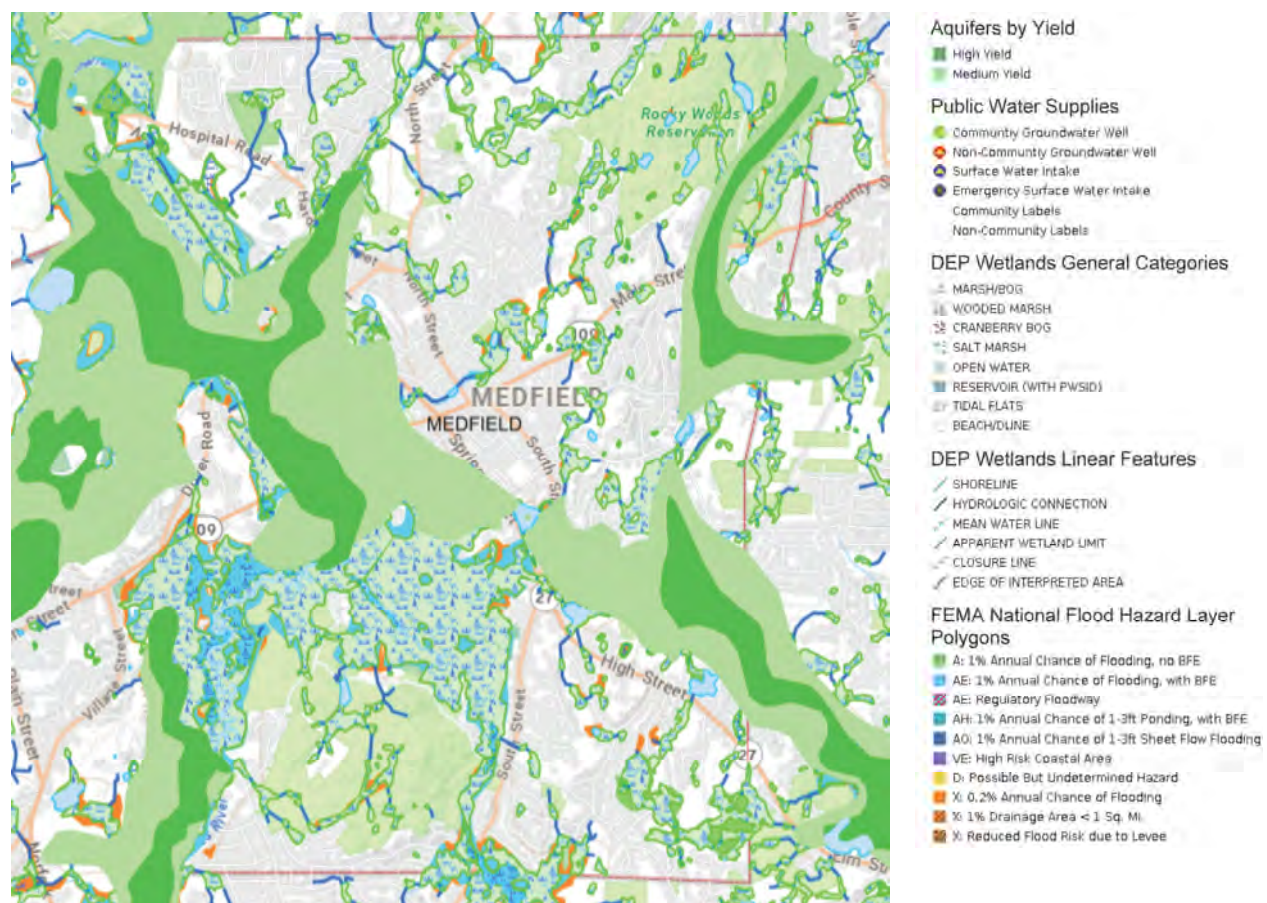 Aquifers by Yield
High Yield
Medium Yield
Public Water Supplies
Communtiy Groundwater Well
Non-Communtiy Groundwater Well
Surface Water Intake
Emergency Surface Water Intake
Community Labels
Non-Community Labels
DEP Wetlands General Categories
MARSH/BOG
WOODED MARSH
CRANBERRY BOG
SALT MARSH
OPEN WATER
RESERVOIR (WITH PWSID)
TIDAL FLATS
BEACH/DUNE
DEP Wetlands Linear Features
SHORELINE
HYDROLOGIC CONNECTION
MEAN WATER LINE
APPARENT WETLAND LIMIT
CLOSURE LINE
EDGE OF INTERPRETED AREA
FEMA National Flood Hazard Layer
Polygons
A: 1% Annual Chance of Flooding, no BFE
AE: 1% Annual Chance of Flooding, with BFE
AE: Regulatory Floodway
AH: 1% Annual Chance of 1-3ft Ponding, with BFE
AO: 1% Annual Chance of 1-3ft Sheet Flow Flooding
VE: High Risk Coastal Area
D: Possible But Undetermined Hazard
X: 0.2% Annual Chance of Flooding
X: 1% Drainage Area < 1 Sq. Mi.
X: Reduced Flood Risk due to Levee
North Street
Rocky Woods
Hospital Road
County
North Street
109
MEDFIELD
MEDFIELD
South St
Road
09
Street
27
High Street
Village Street
Street
27
River
Elm